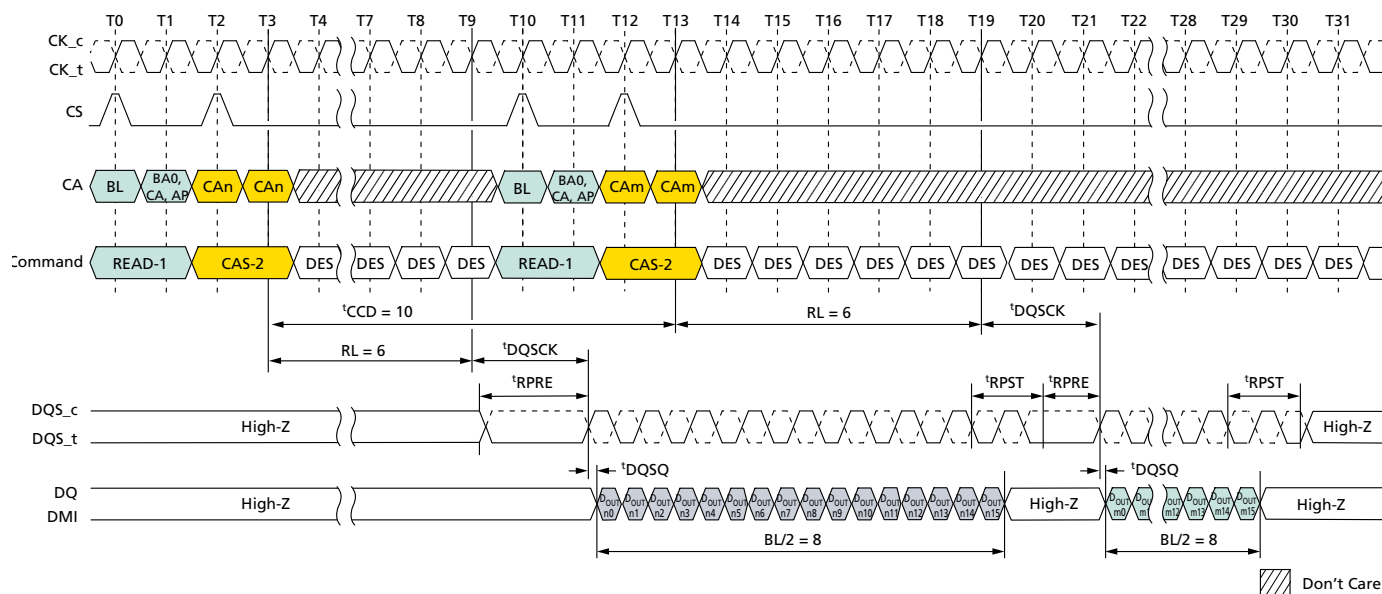 T0 T1 T2 T3 T4 T7 T8 T9 T10 T11 T12 T13 T14 T15 T16 T17 T18 T19 T20 T21 T22 T28 T29 T30 T31
CK_c
CK_t
CS
CA BL BA0, CA, AP CAn CAn BL BA0, CA, AP CAm CAm
Command READ-1 CAS-2 DES DES DES DES READ-1 CAS-2 DES DES DES DES DES DES DES DES DES DES DES DES DES
tCCD = 10 RL = 6 tDQSCK
RL = 6 tDQSCK
tRPRE tRPST tRPRE tRPST
DQS_c
DQS_t
High-Z High-Z
tDQSQ tDQSQ
DQ
DMI
High-Z DOUT n0 DOUT n1 DOUT n2 DOUT n3 DOUT n4 DOUT n5 DOUT n6 DOUT n7 DOUT n8 DOUT n9 DOUT n10 DOUT n11 DOUT n12 DOUT n13 DOUT n14 DOUT n15 High-Z DOUT m0 DOUT m1 DOUT m12 DOUT m13 DOUT m14 DOUT m15 High-Z
BL/2 = 8 BL/2 = 8
Don't Care